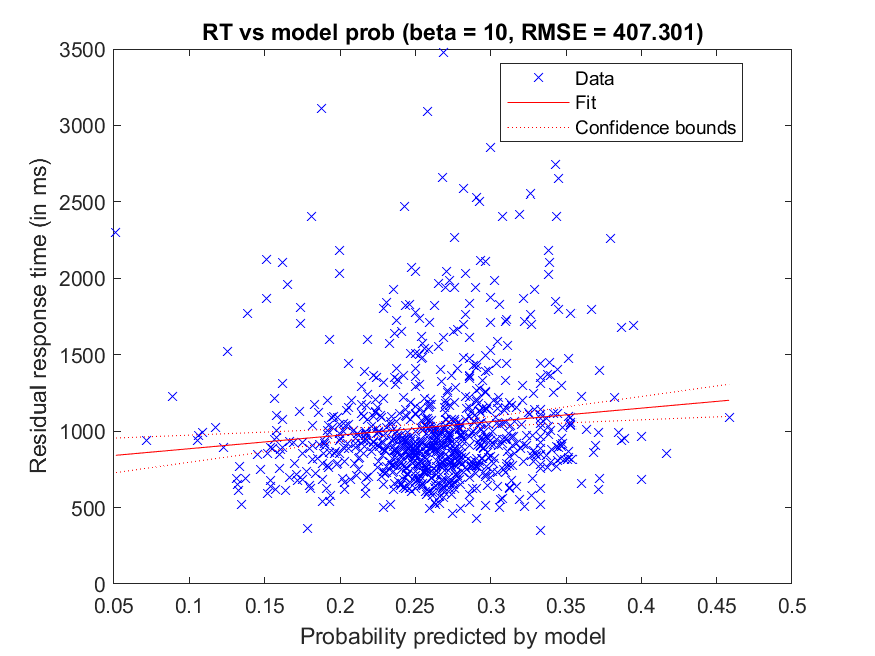 RT vs model prob (beta = 10, RMSE = 407.301)
Data
Fit
Confidence bounds
Residual response time (in ms)
3500
3000
2500
2000
1500
1000
500
0
0.05 0.1 0.15 0.2 0.25 0.3 0.35 0.4 0.45 0.5
Probability predicted by model